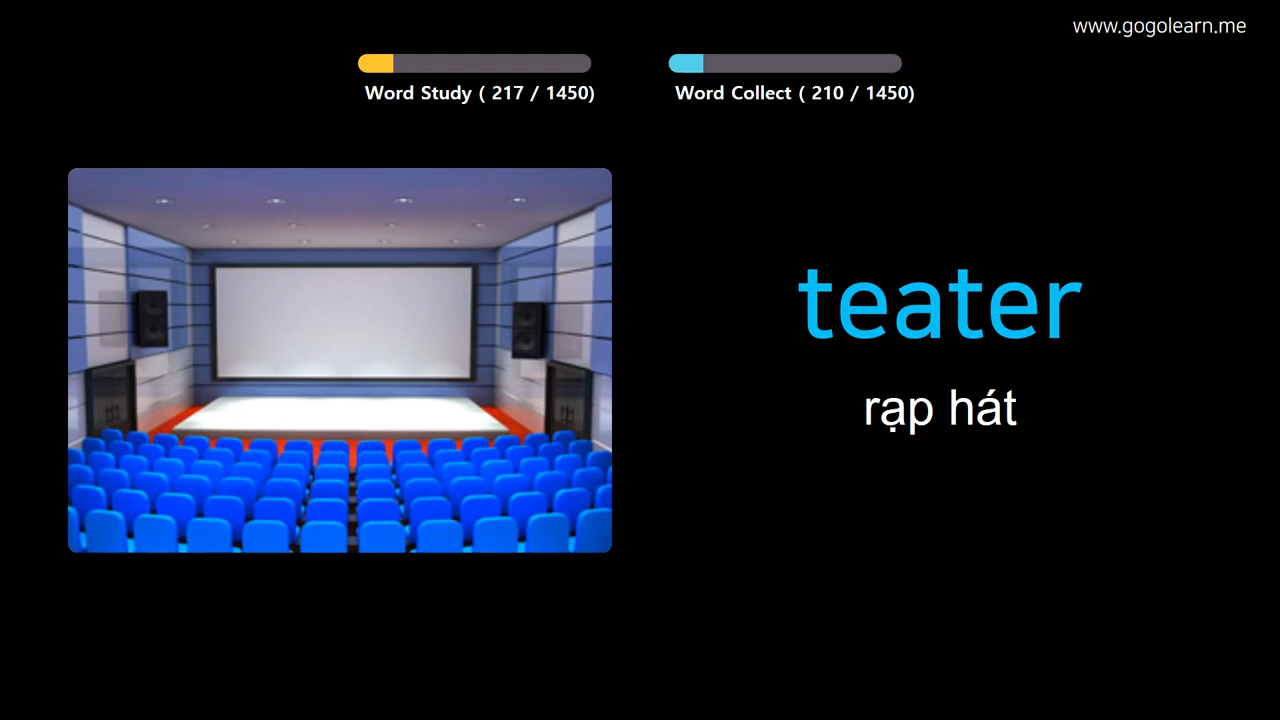 www.gogolearn.me
Word Study ( 217 / 1450)
Word Collect ( 210 / 1450)
teater
rạp hát